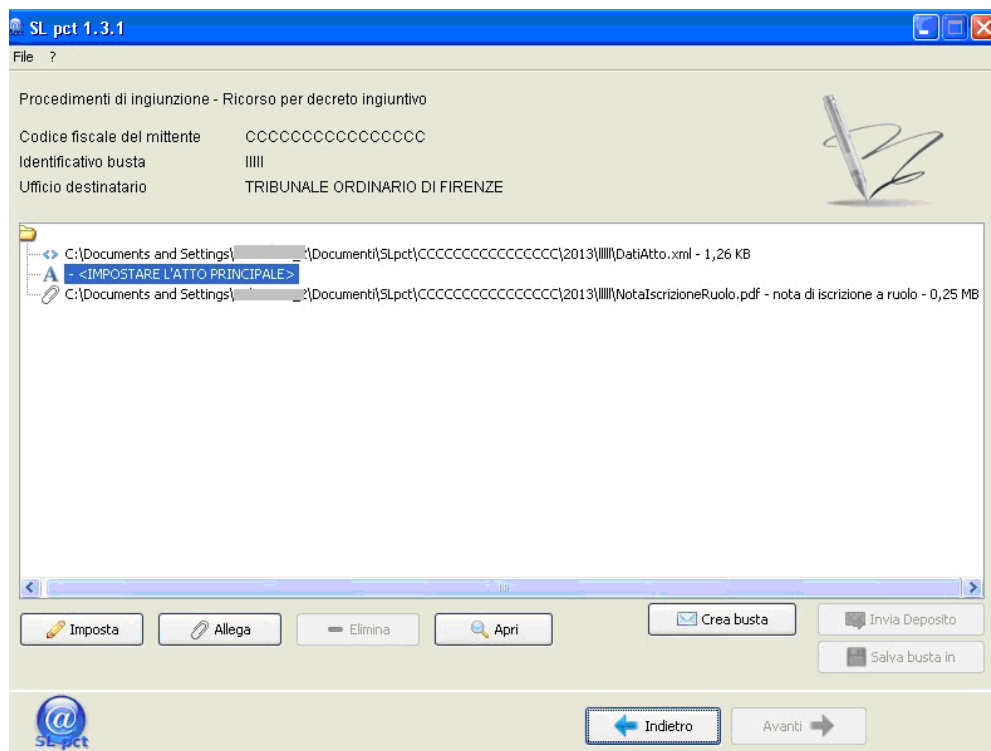 SL pct 1.3.1
File ?
Procedimenti di ingiunzione - Ricorso per decreto ingiuntivo
Codice fiscale del mittente CCCCCCCCCCCCCCCC
Identificativo busta lllll
Ufficio destinatario TRIBUNALE ORDINARIO DI FIRENZE
C:\Documents and Settings\ \Documenti\SLpct\CCCCCCCCCCCCCCCC\2013\lllll\DatiAtto.xml - 1,26 KB
A - <IMPOSTARE L'ATTO PRINCIPALE>
C:\Documents and Settings\ \Documenti\SLpct\CCCCCCCCCCCCCCCC\2013\lllll\NotaIscrizioneRuolo.pdf - nota di iscrizione a ruolo - 0,25 MB
Imposta Allega Elimina Apri Crea busta Invia Deposito
Salva busta in
@ SL pct Indietro Avanti